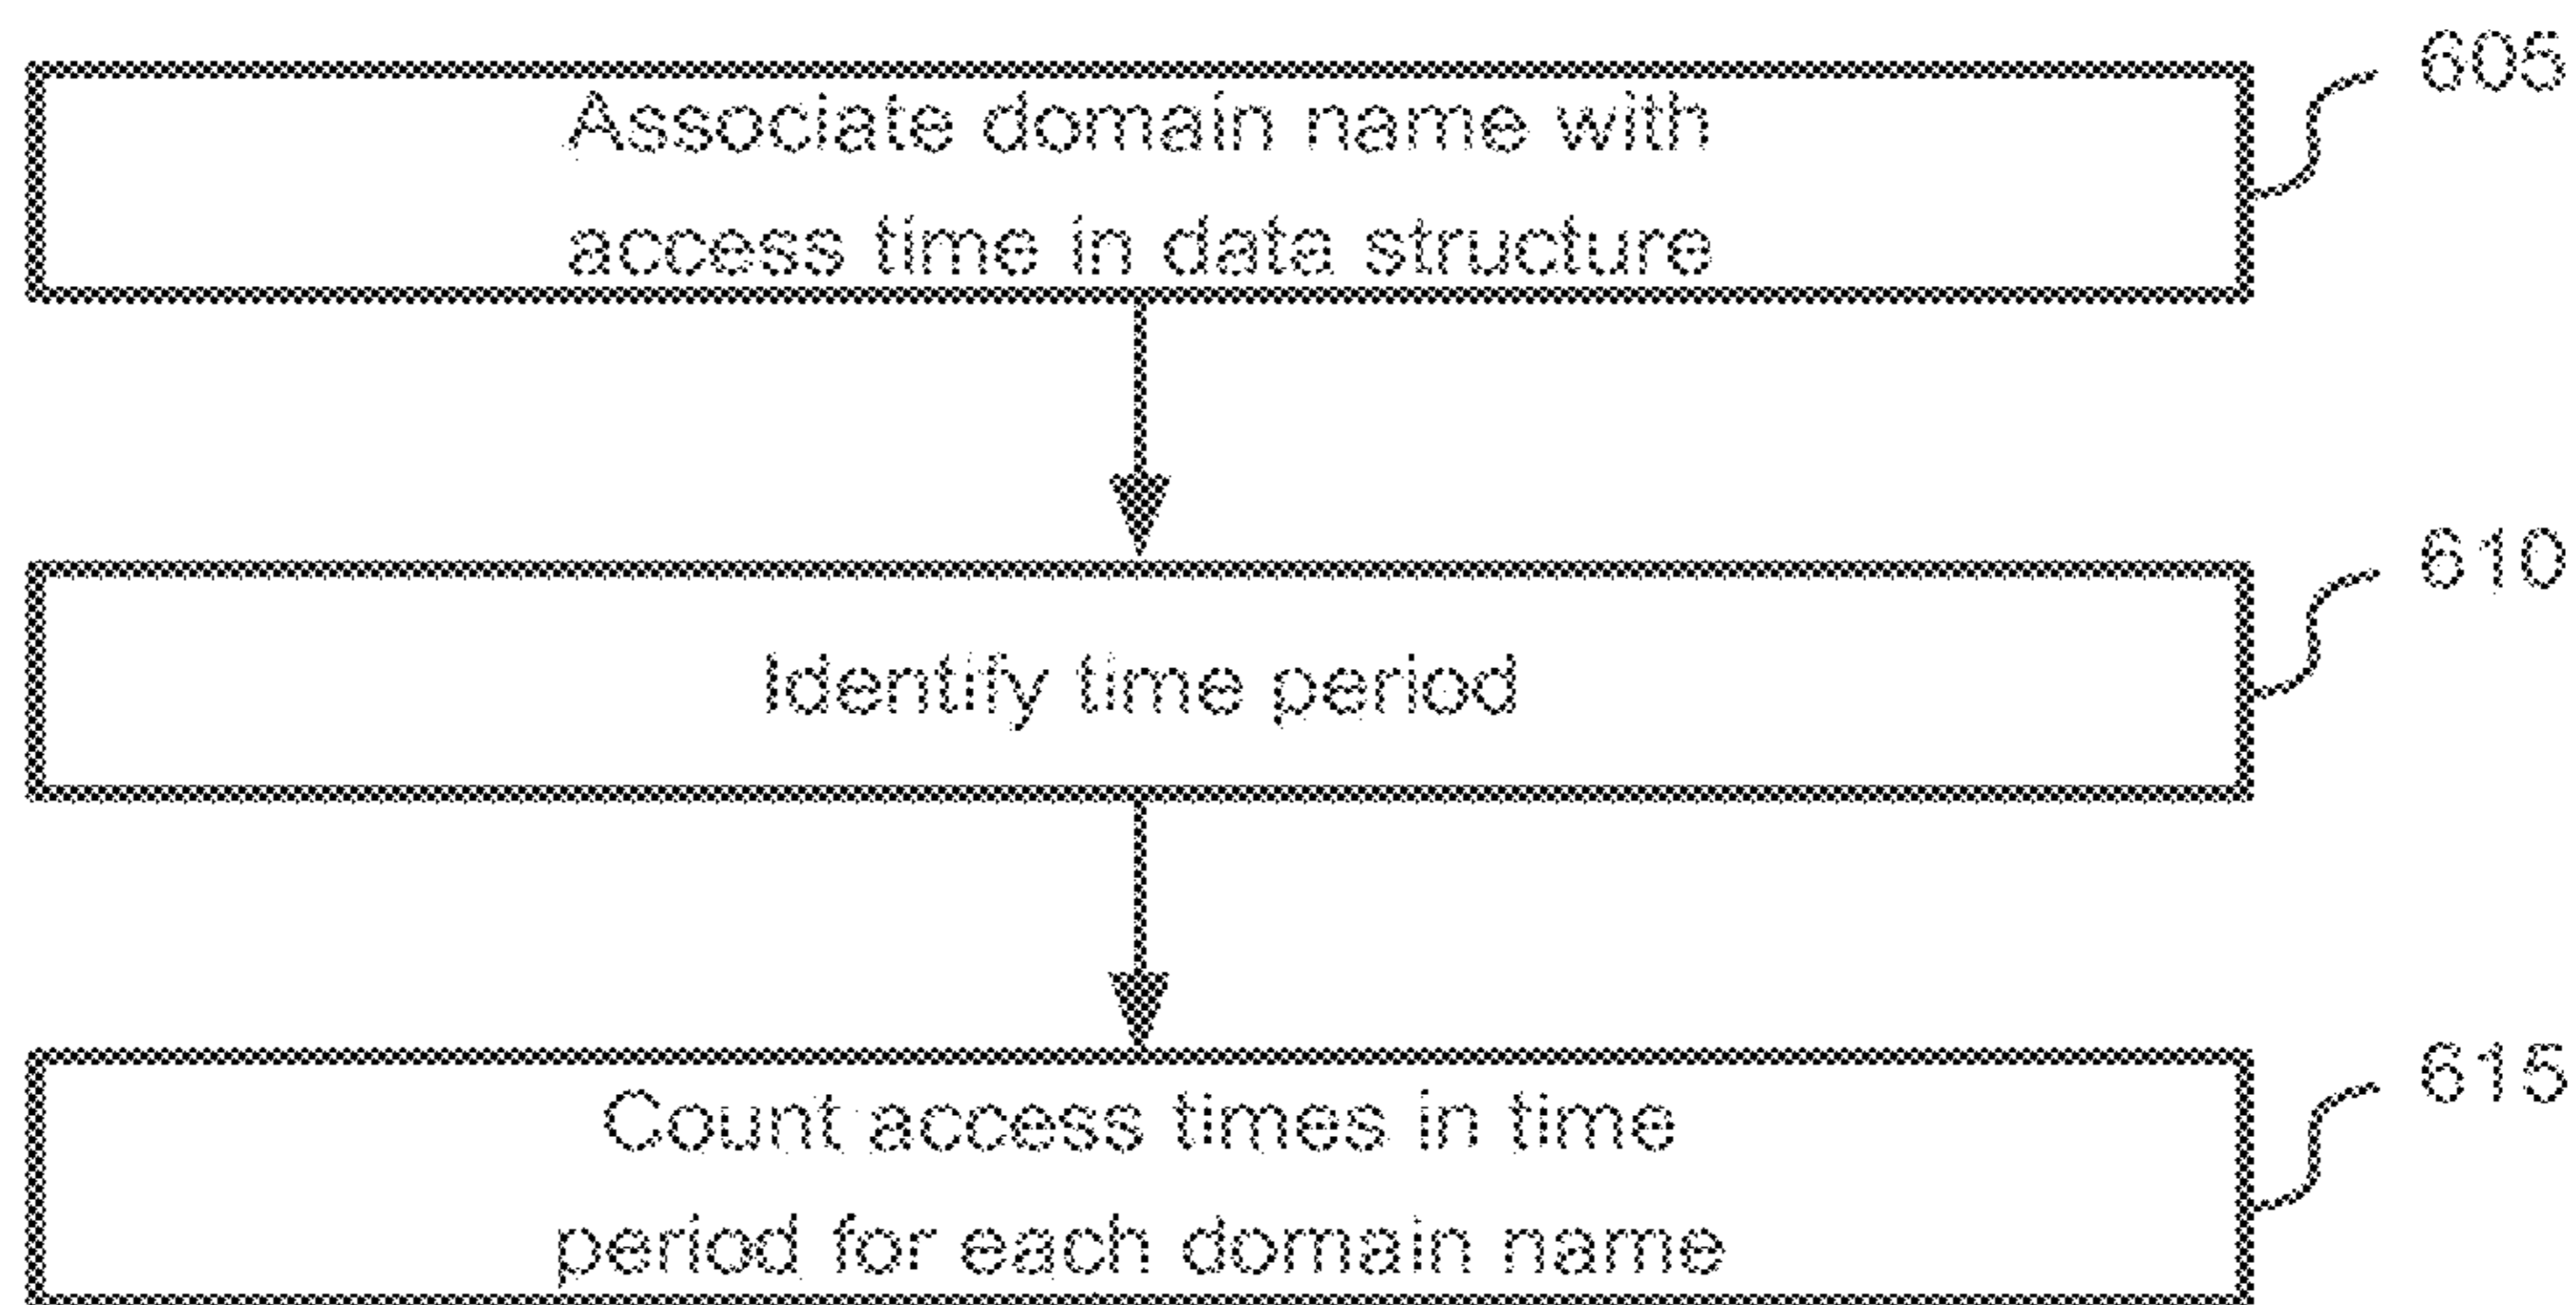 605
Associate domain name with
access time in data structure
610
Identify time period
615
Count access times in time
period for each domain name